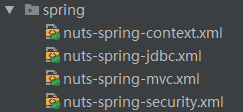 spring
nuts-spring-context.xml
nuts-spring-jdbc.xml
nuts-spring-mvc.xml
nuts-spring-security.xml